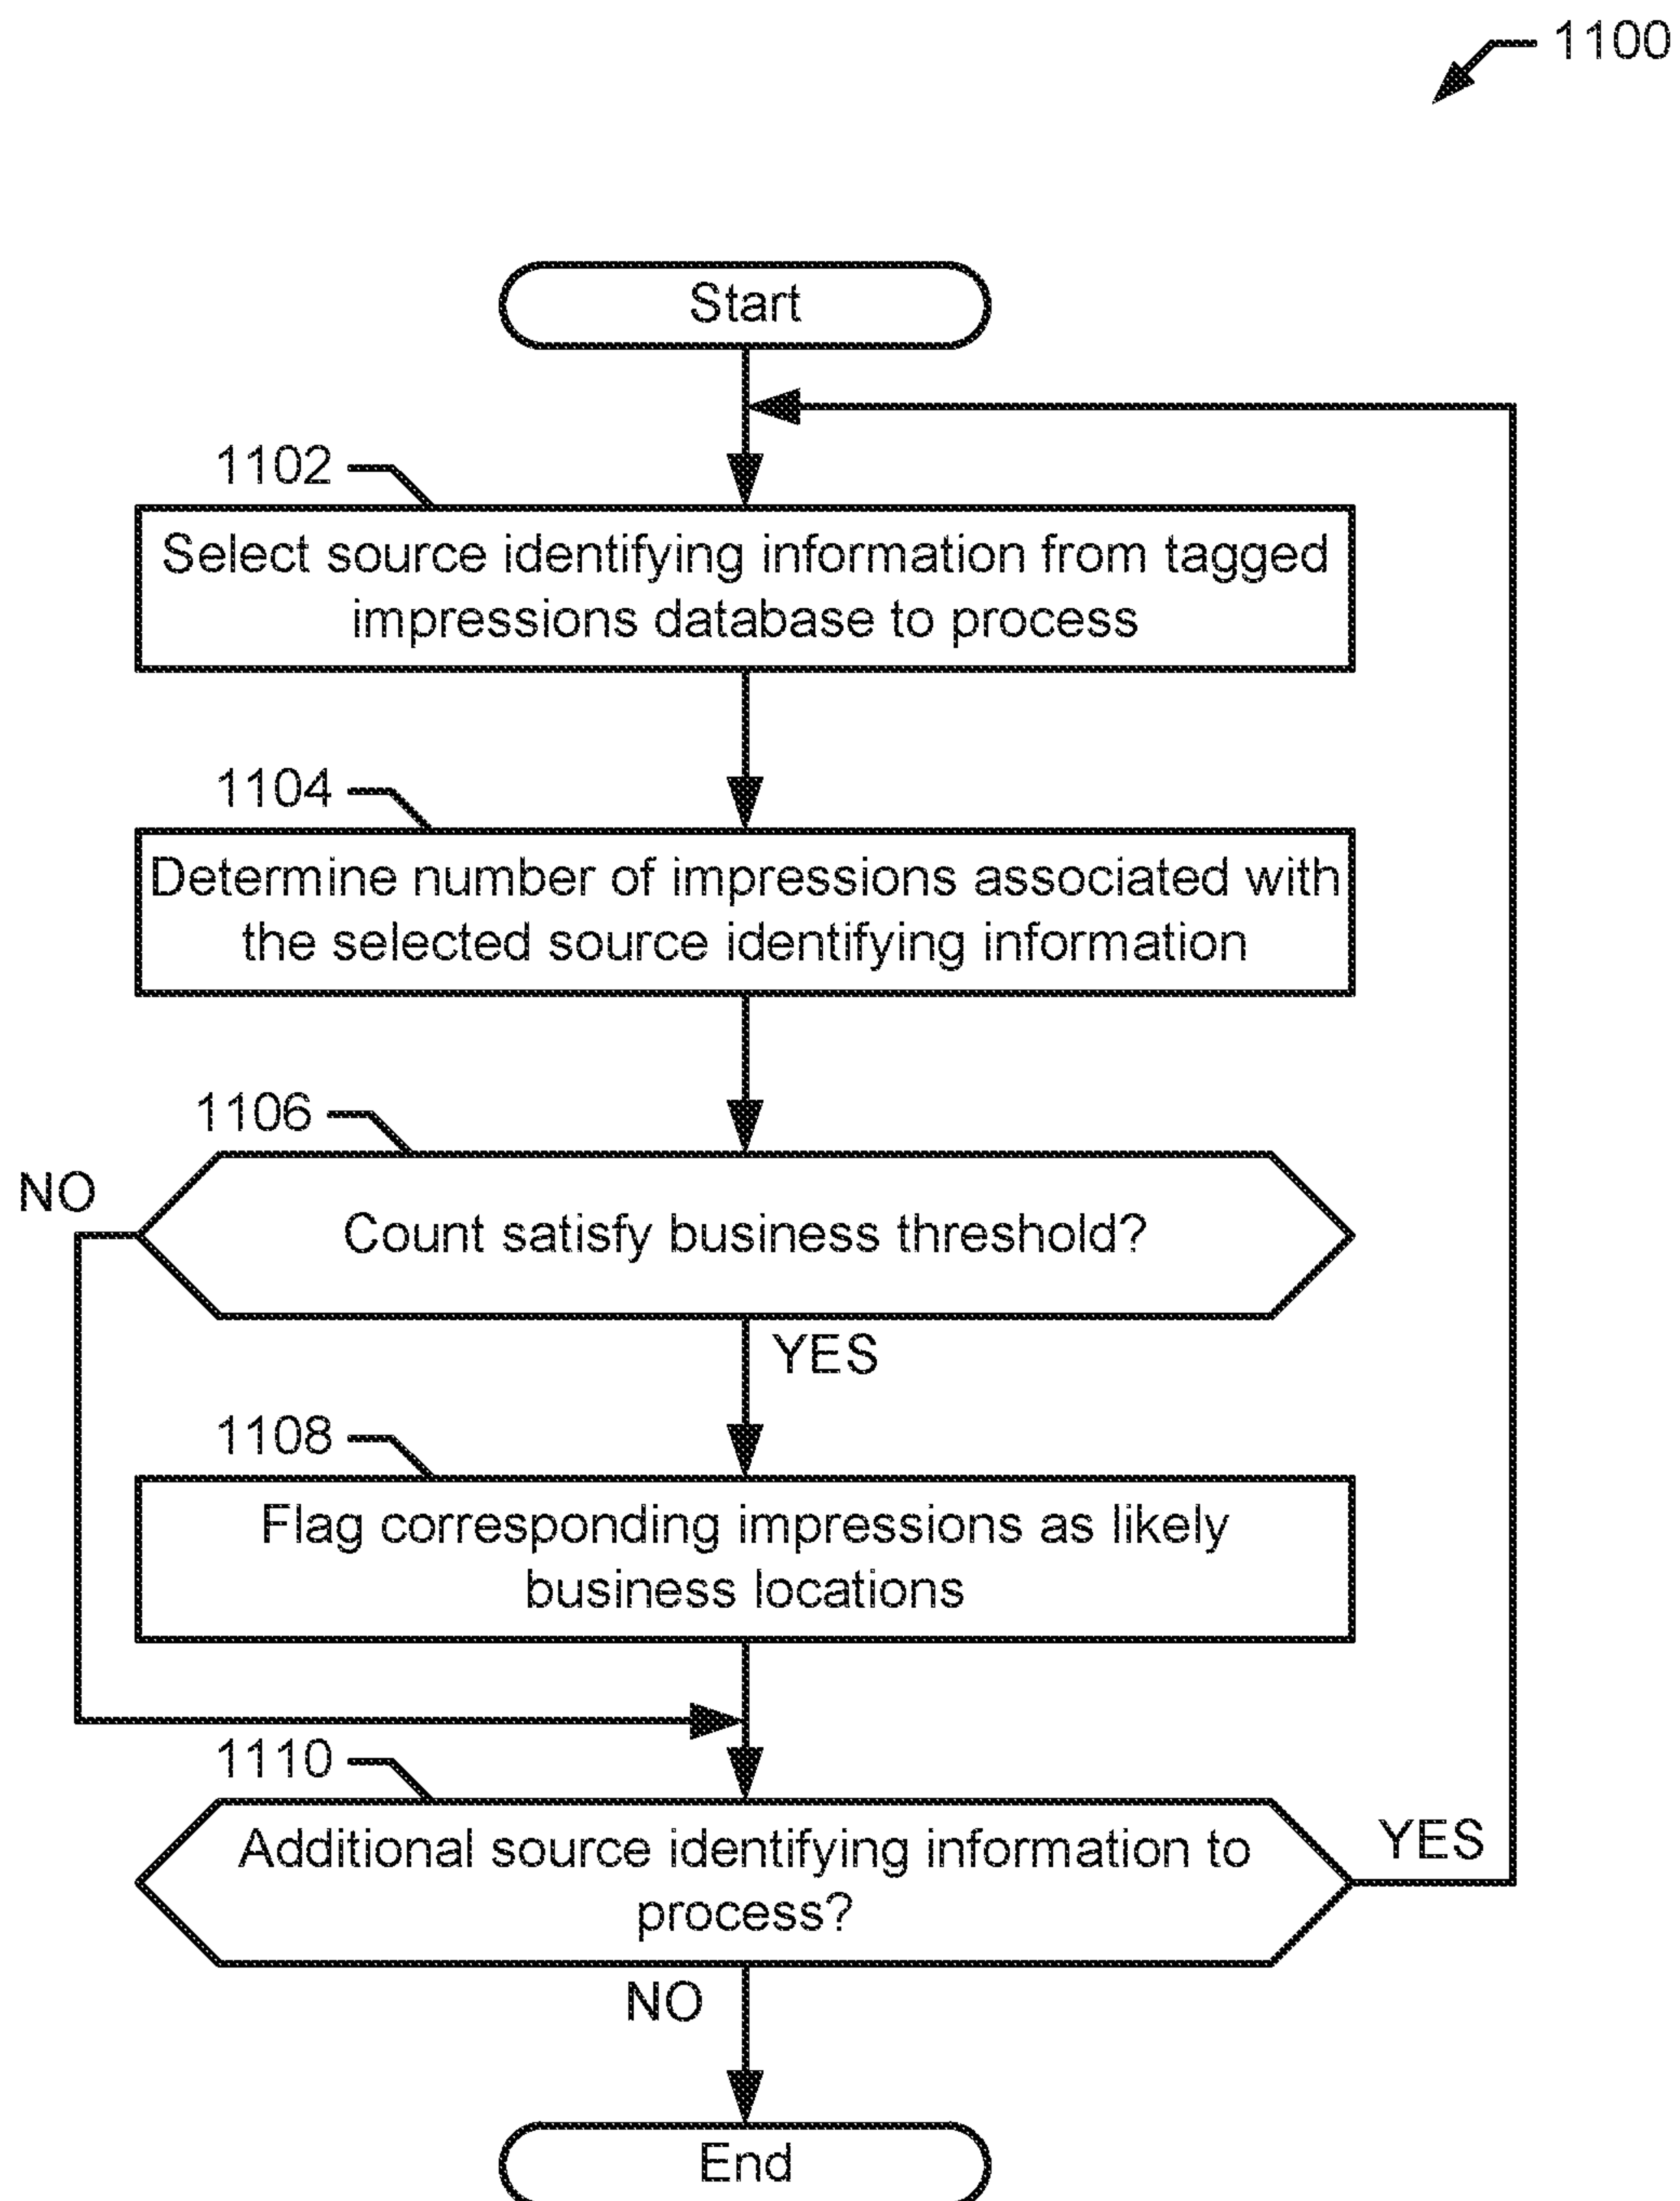 1100
Start
1102
Select source identifying information from tagged
impressions database to process
1104
Determine number of impressions associated with
the selected source identifying information
1106
NO
Count satisfy business threshold?
YES
1108
Flag corresponding impressions as likely
business locations
1110
Additional source identifying information to
process?
YES
NO
End